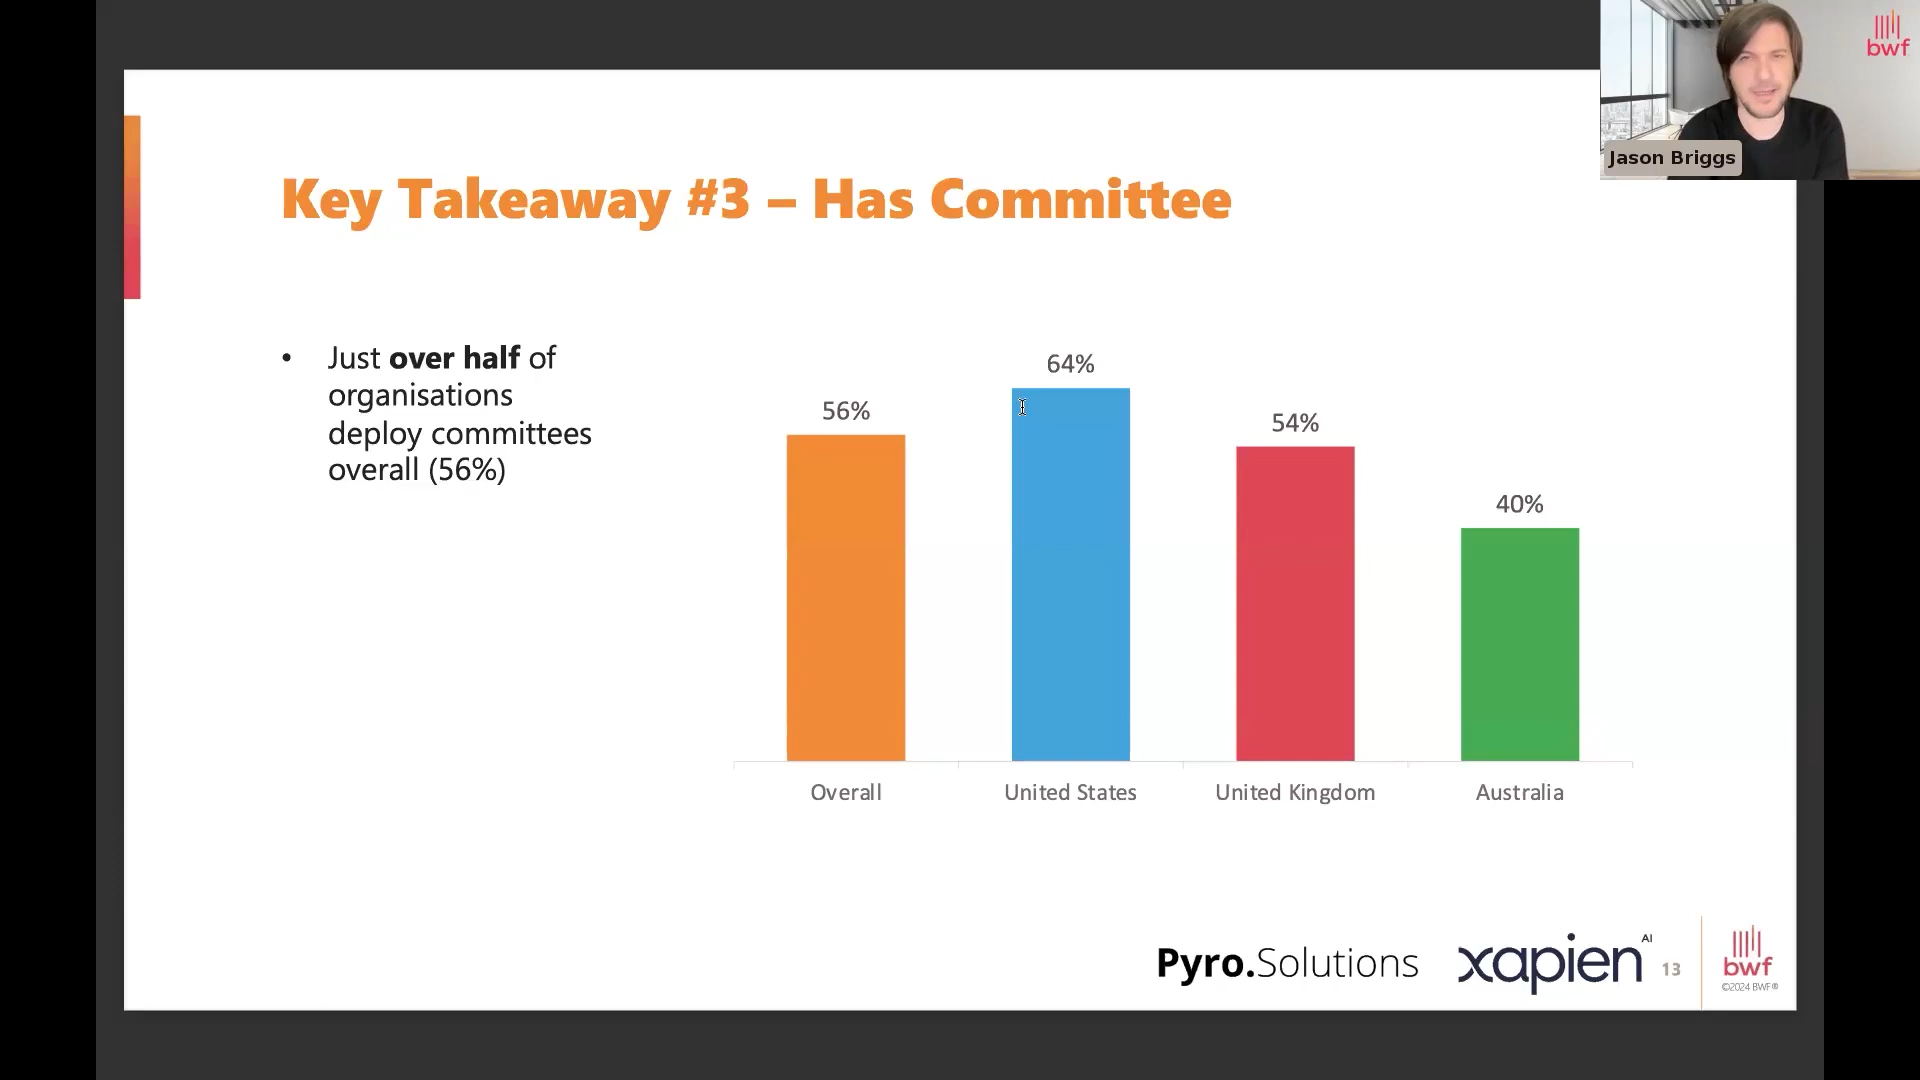 bwf
Jason Briggs
Key Takeaway #3 – Has Committee
• Just over half of
organisations
deploy committees
overall (56%)
56%
64%
54%
40%
Overall
United States
United Kingdom
Australia
Pyro.Solutions
xapien AI
13
bwf
©2024 BWF®